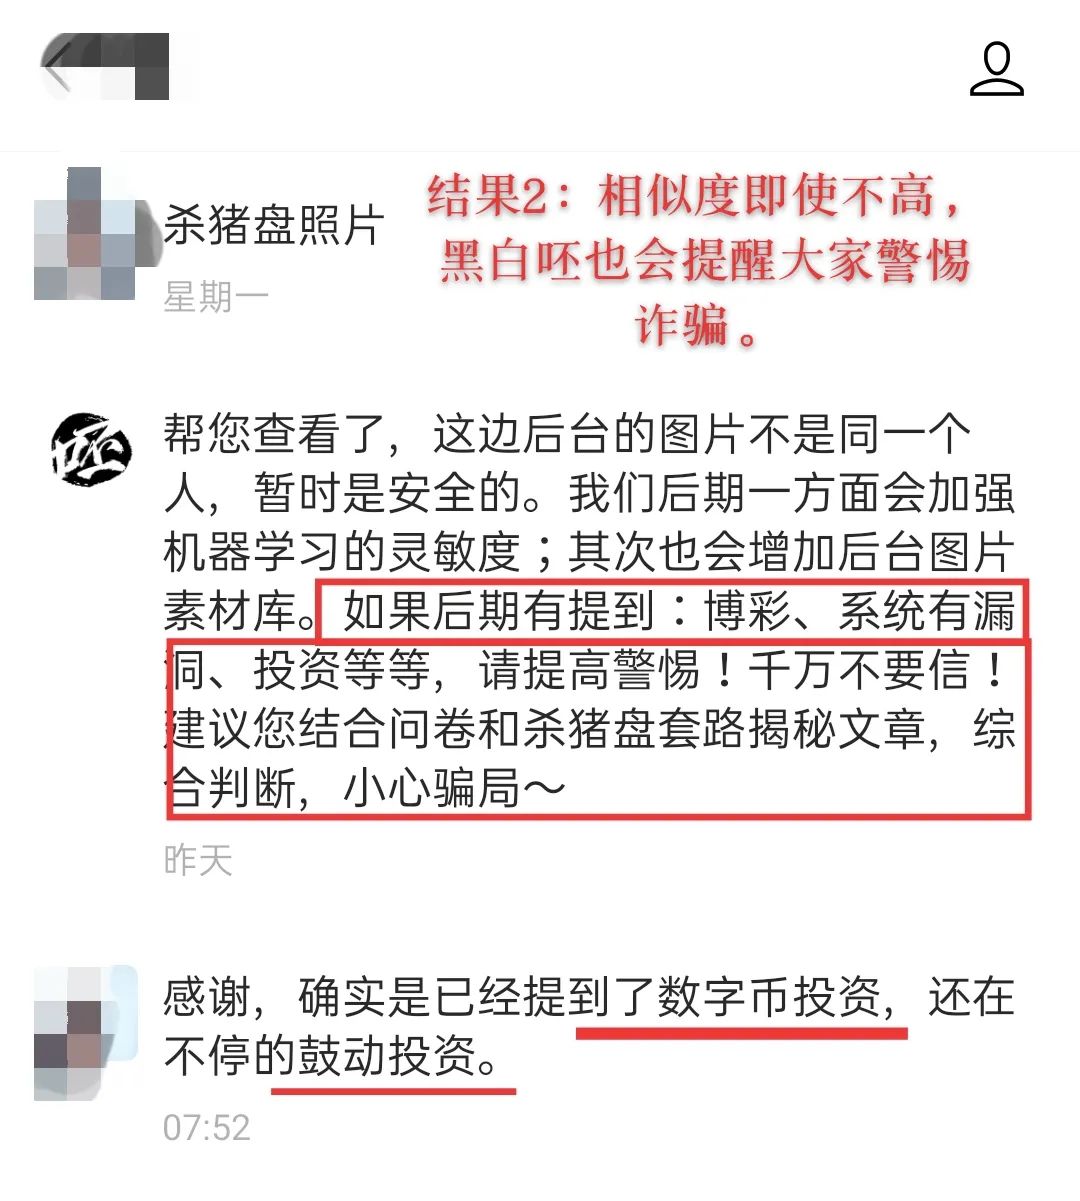 杀猪盘照片
星期一
结果2：相似度即使不高，
黑白呸也会提醒大家警惕
诈骗。
呸
帮您查看了，这边后台的图片不是同一个
人，暂时是安全的。我们后期一方面会加强
机器学习的灵敏度；其次也会增加后台图片
素材库。如果后期有提到：博彩、系统有漏
洞、投资等等，请提高警惕！千万不要信！
建议您结合问卷和杀猪盘套路揭秘文章，综
合判断，小心骗局～
昨天
感谢，确实是已经提到了数字币投资，还在
不停的鼓动投资。
07:52